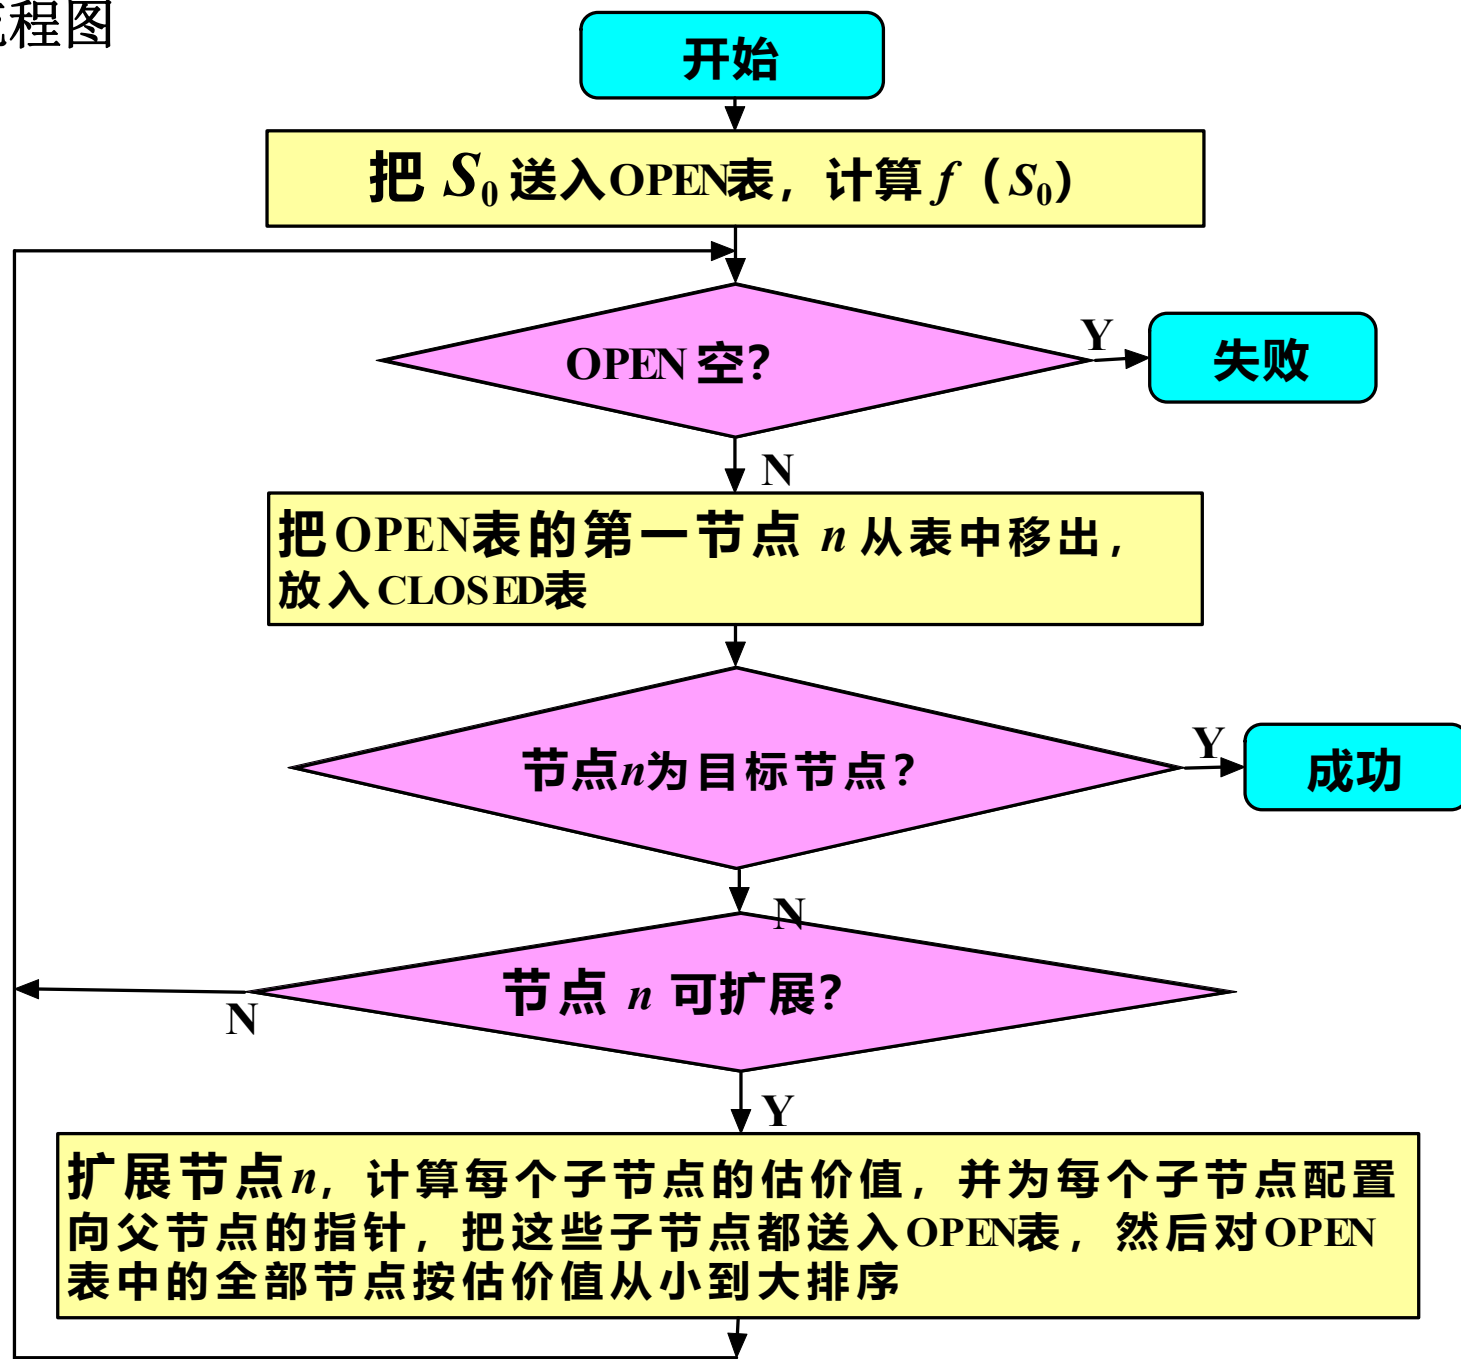 程图
开始
把 S₀ 送入OPEN表，计算 f（S₀）
OPEN 空？
Y
失败
N
把OPEN表的第一节点 n 从表中移出，
放入CLOSED表
节点n为目标节点？
Y
成功
N
节点 n 可扩展？
N
Y
扩展节点n，计算每个子节点的估价值，并为每个子节点配置
向父节点的指针，把这些子节点都送入OPEN表，然后对OPEN
表中的全部节点按估价值从小到大排序